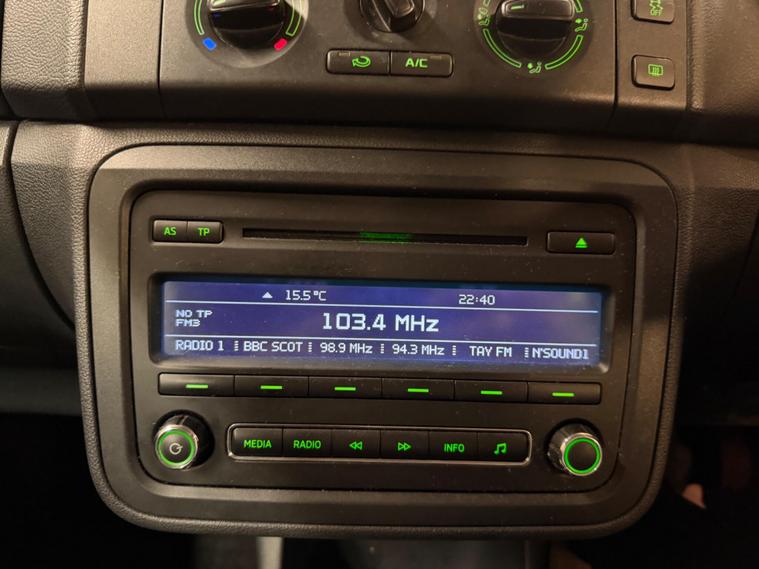 A/C
AS TP
15.5°C 22:40
NO TP
FM3
103.4 MHz
RADIO 1 BBC SCOT 98.9 MHz 94.3 MHz TAY FM N'SOUND1
MEDIA RADIO INFO